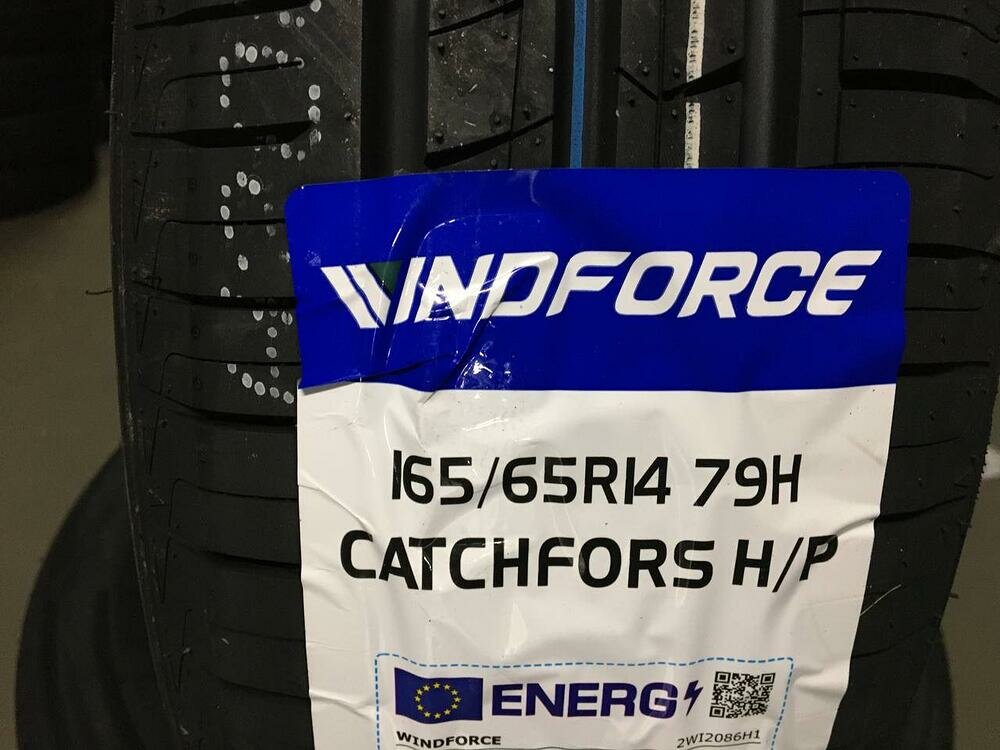 WINDFORCE
165/65R14 79H
CATCHFORS H/P
ENERG
WINDFORCE 2WI2086H1